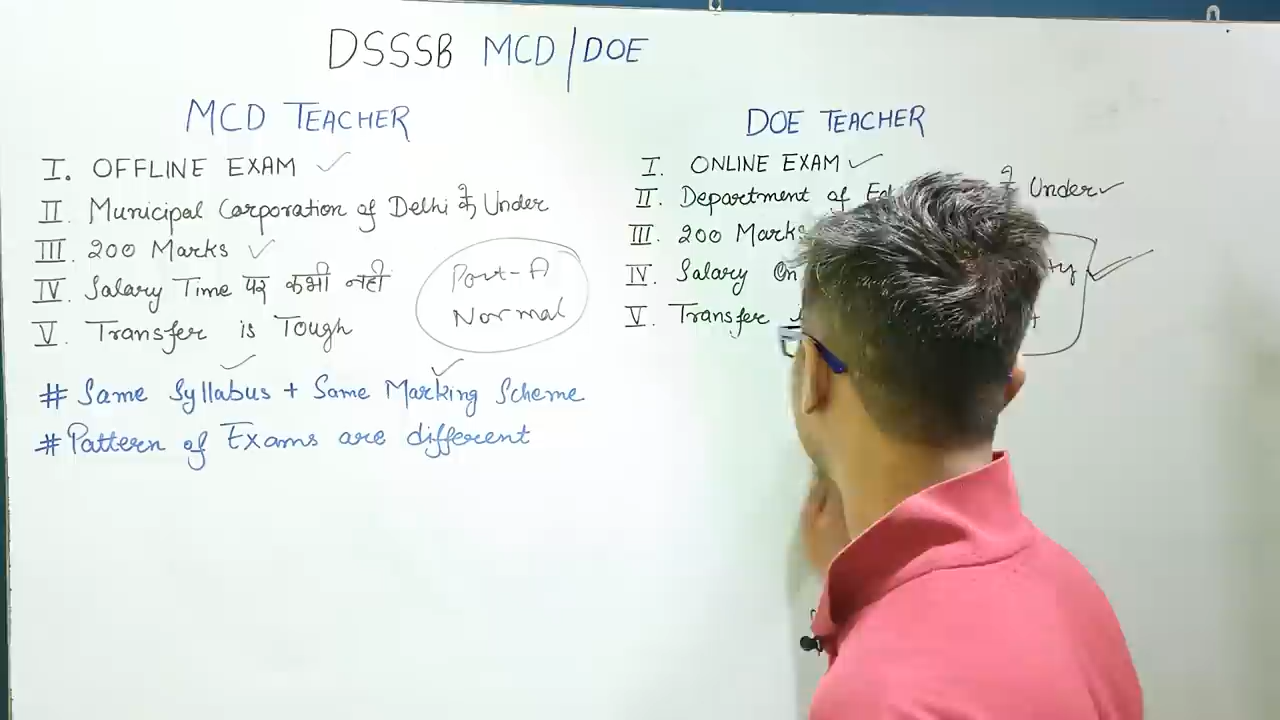 DSSSB MCD/DOE
MCD TEACHER
I. OFFLINE EXAM ✓
II. Municipal Corporation of Delhi के Under
III. 200 Marks ✓
IV. Salary Time पर कभी नही
V. Transfer is Tough
Part-A
Normal
# Same Syllabus + Same Marking Scheme
# Pattern of Exams are different
DOE TEACHER
I. ONLINE EXAM ✓
II. Department of Under ✓
III. 200 Marks
IV. Salary On
V. Transfer